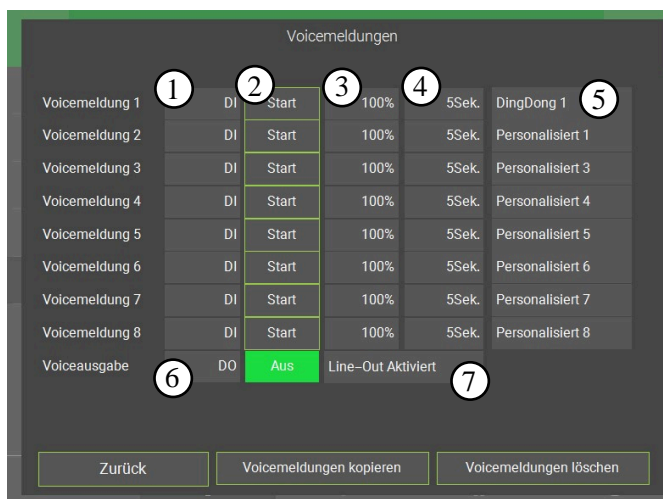 Voicemeldungen
1 2 3 4 5
Voicemeldung 1 DI Start 100% 5Sek. DingDong 1
Voicemeldung 2 DI Start 100% 5Sek. Personalisiert 1
Voicemeldung 3 DI Start 100% 5Sek. Personalisiert 3
Voicemeldung 4 DI Start 100% 5Sek. Personalisiert 4
Voicemeldung 5 DI Start 100% 5Sek. Personalisiert 5
Voicemeldung 6 DI Start 100% 5Sek. Personalisiert 6
Voicemeldung 7 DI Start 100% 5Sek. Personalisiert 7
Voicemeldung 8 DI Start 100% 5Sek. Personalisiert 8
Voiceausgabe DO Aus Line-Out Aktiviert
6 7
Zurück Voicemeldungen kopieren Voicemeldungen löschen